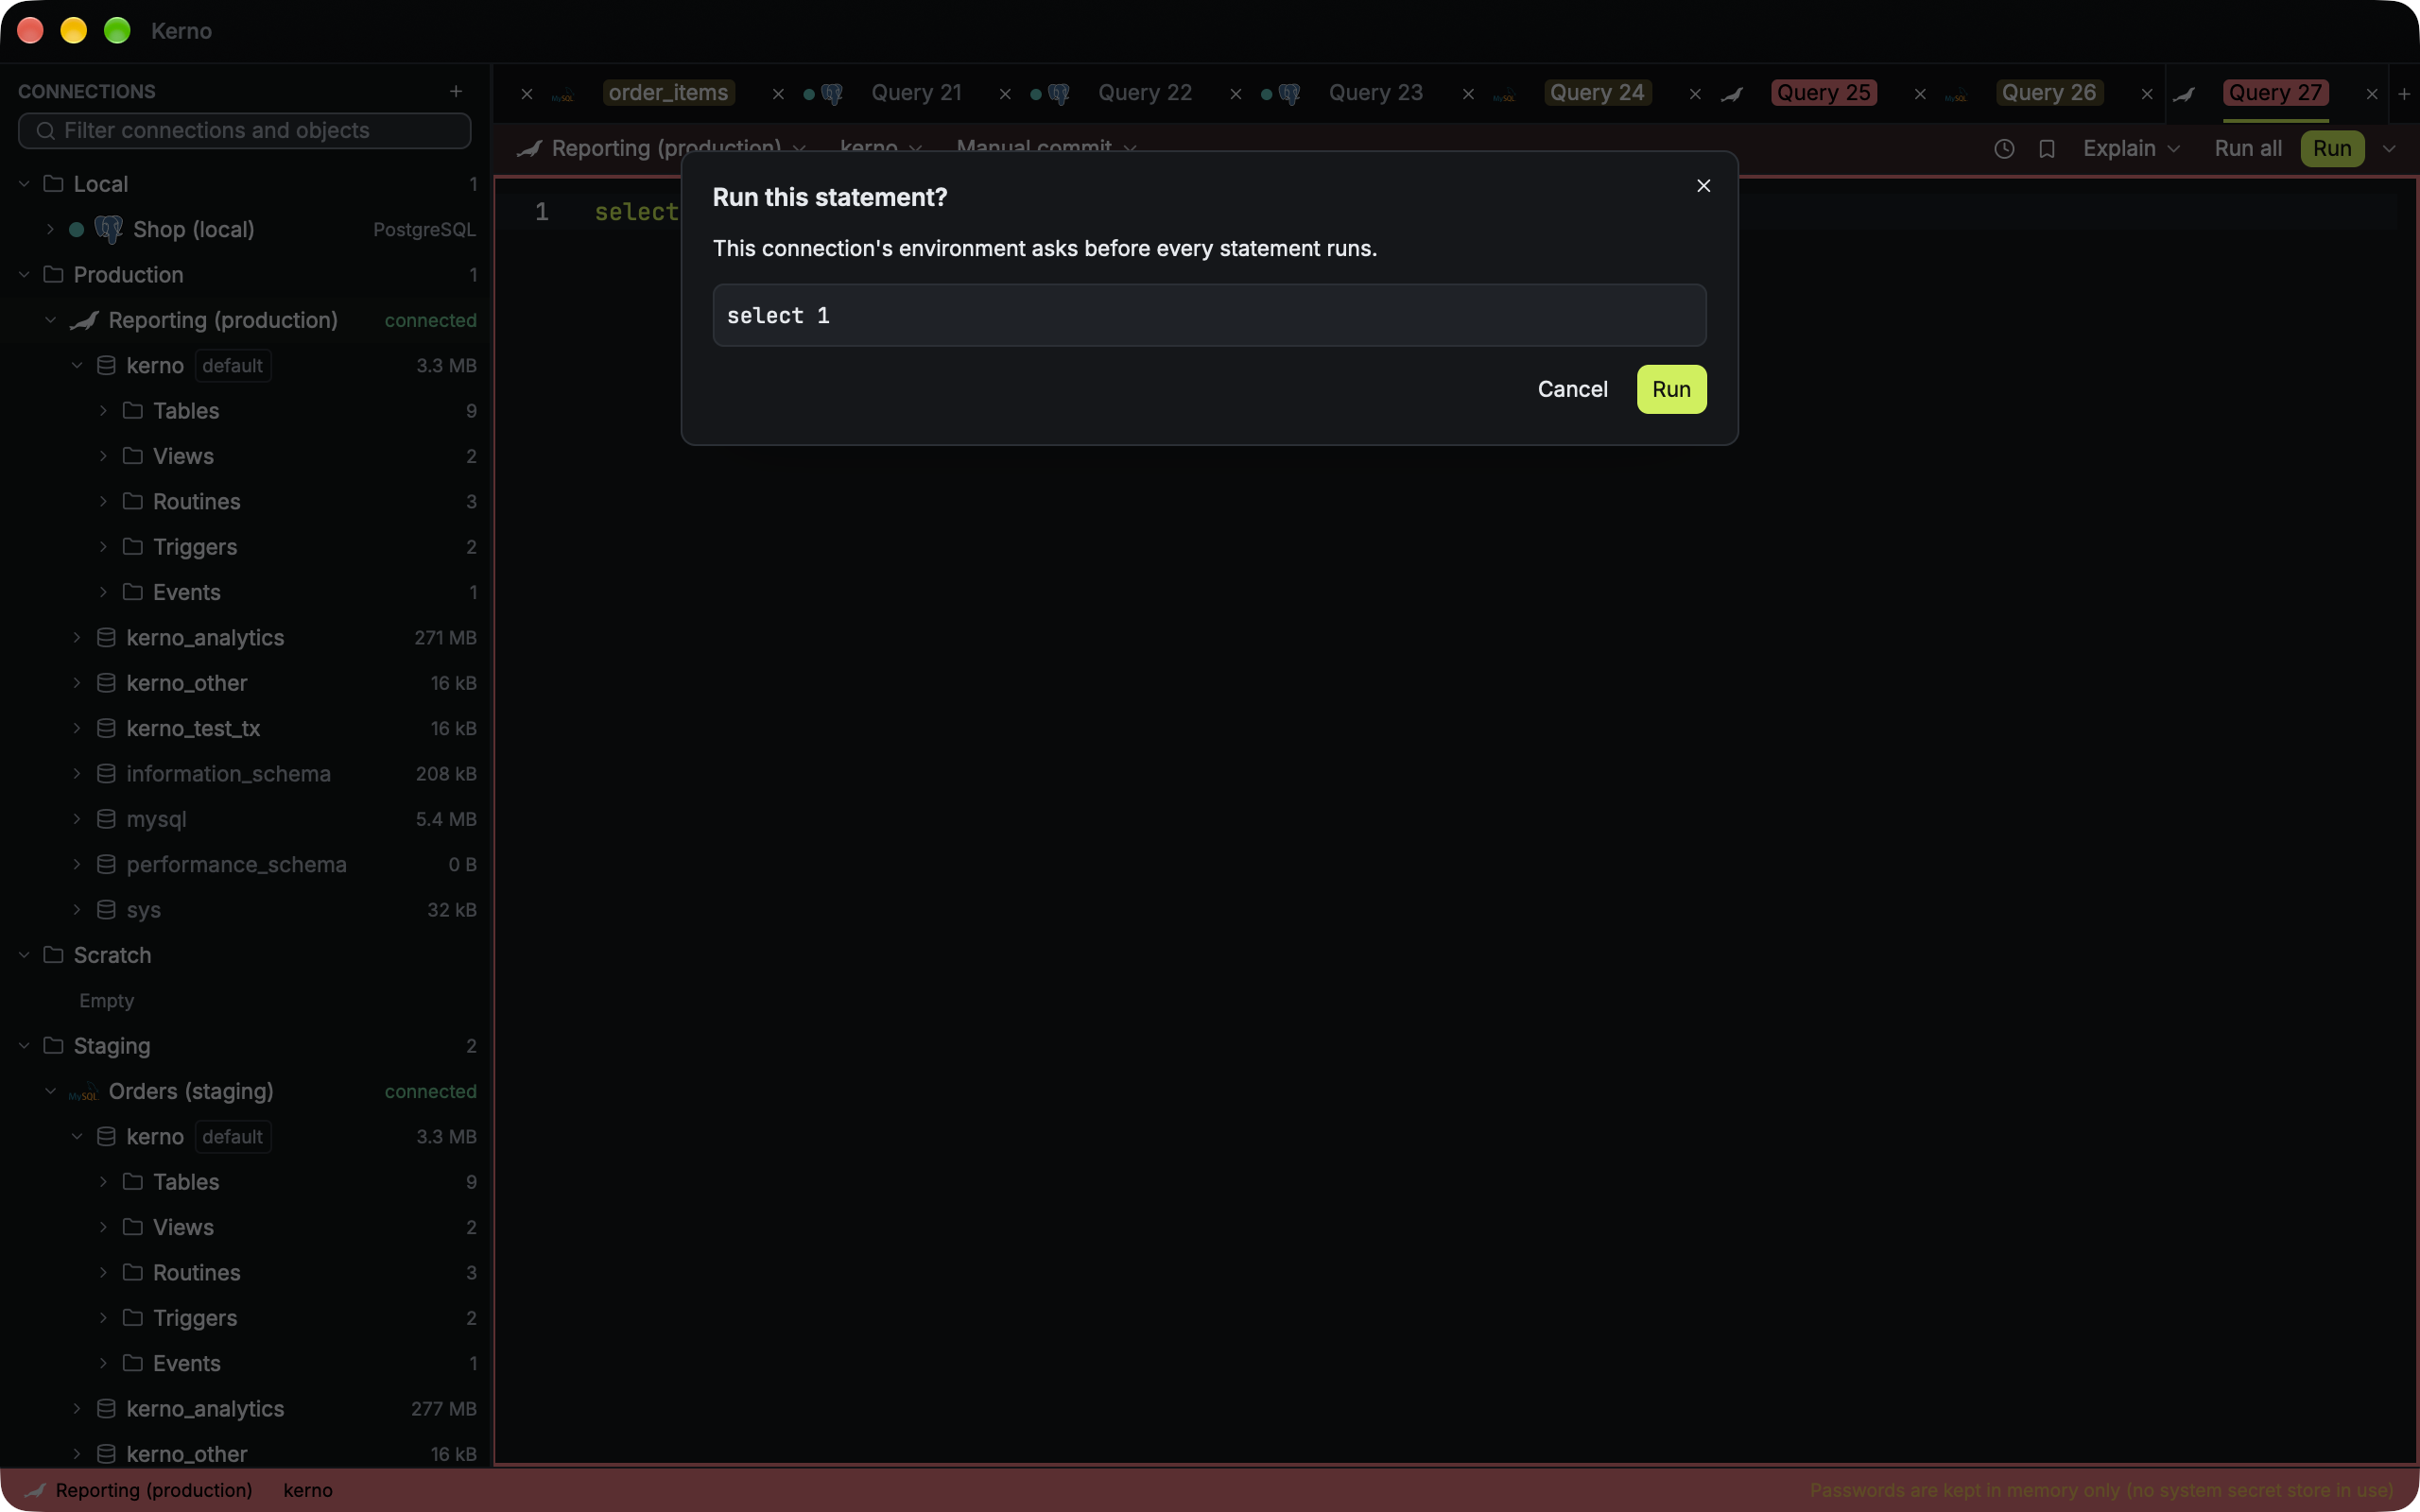 Kerno
CONNECTIONS
Filter connections and objects
Local 1
Shop (local) PostgreSQL
Production 1
Reporting (production) connected
kerno default 3.3 MB
Tables 9
Views 2
Routines 3
Triggers 2
Events 1
kerno_analytics 271 MB
kerno_other 16 kB
kerno_test_tx 16 kB
information_schema 208 kB
mysql 5.4 MB
performance_schema 0 B
sys 32 kB
Scratch
Empty
Staging 2
MySQL Orders (staging) connected
kerno default 3.3 MB
Tables 9
Views 2
Routines 3
Triggers 2
Events 1
kerno_analytics 277 MB
kerno_other 16 kB
MySQL order_items Query 21 Query 22 Query 23 MySQL Query 24 Query 25 MySQL Query 26 Query 27
Reporting (production) kerno Manual commit Explain Run all Run
1 select
Run this statement?
This connection's environment asks before every statement runs.
select 1
Cancel Run
Reporting (production) kerno Passwords are kept in memory only (no system secret store in use)